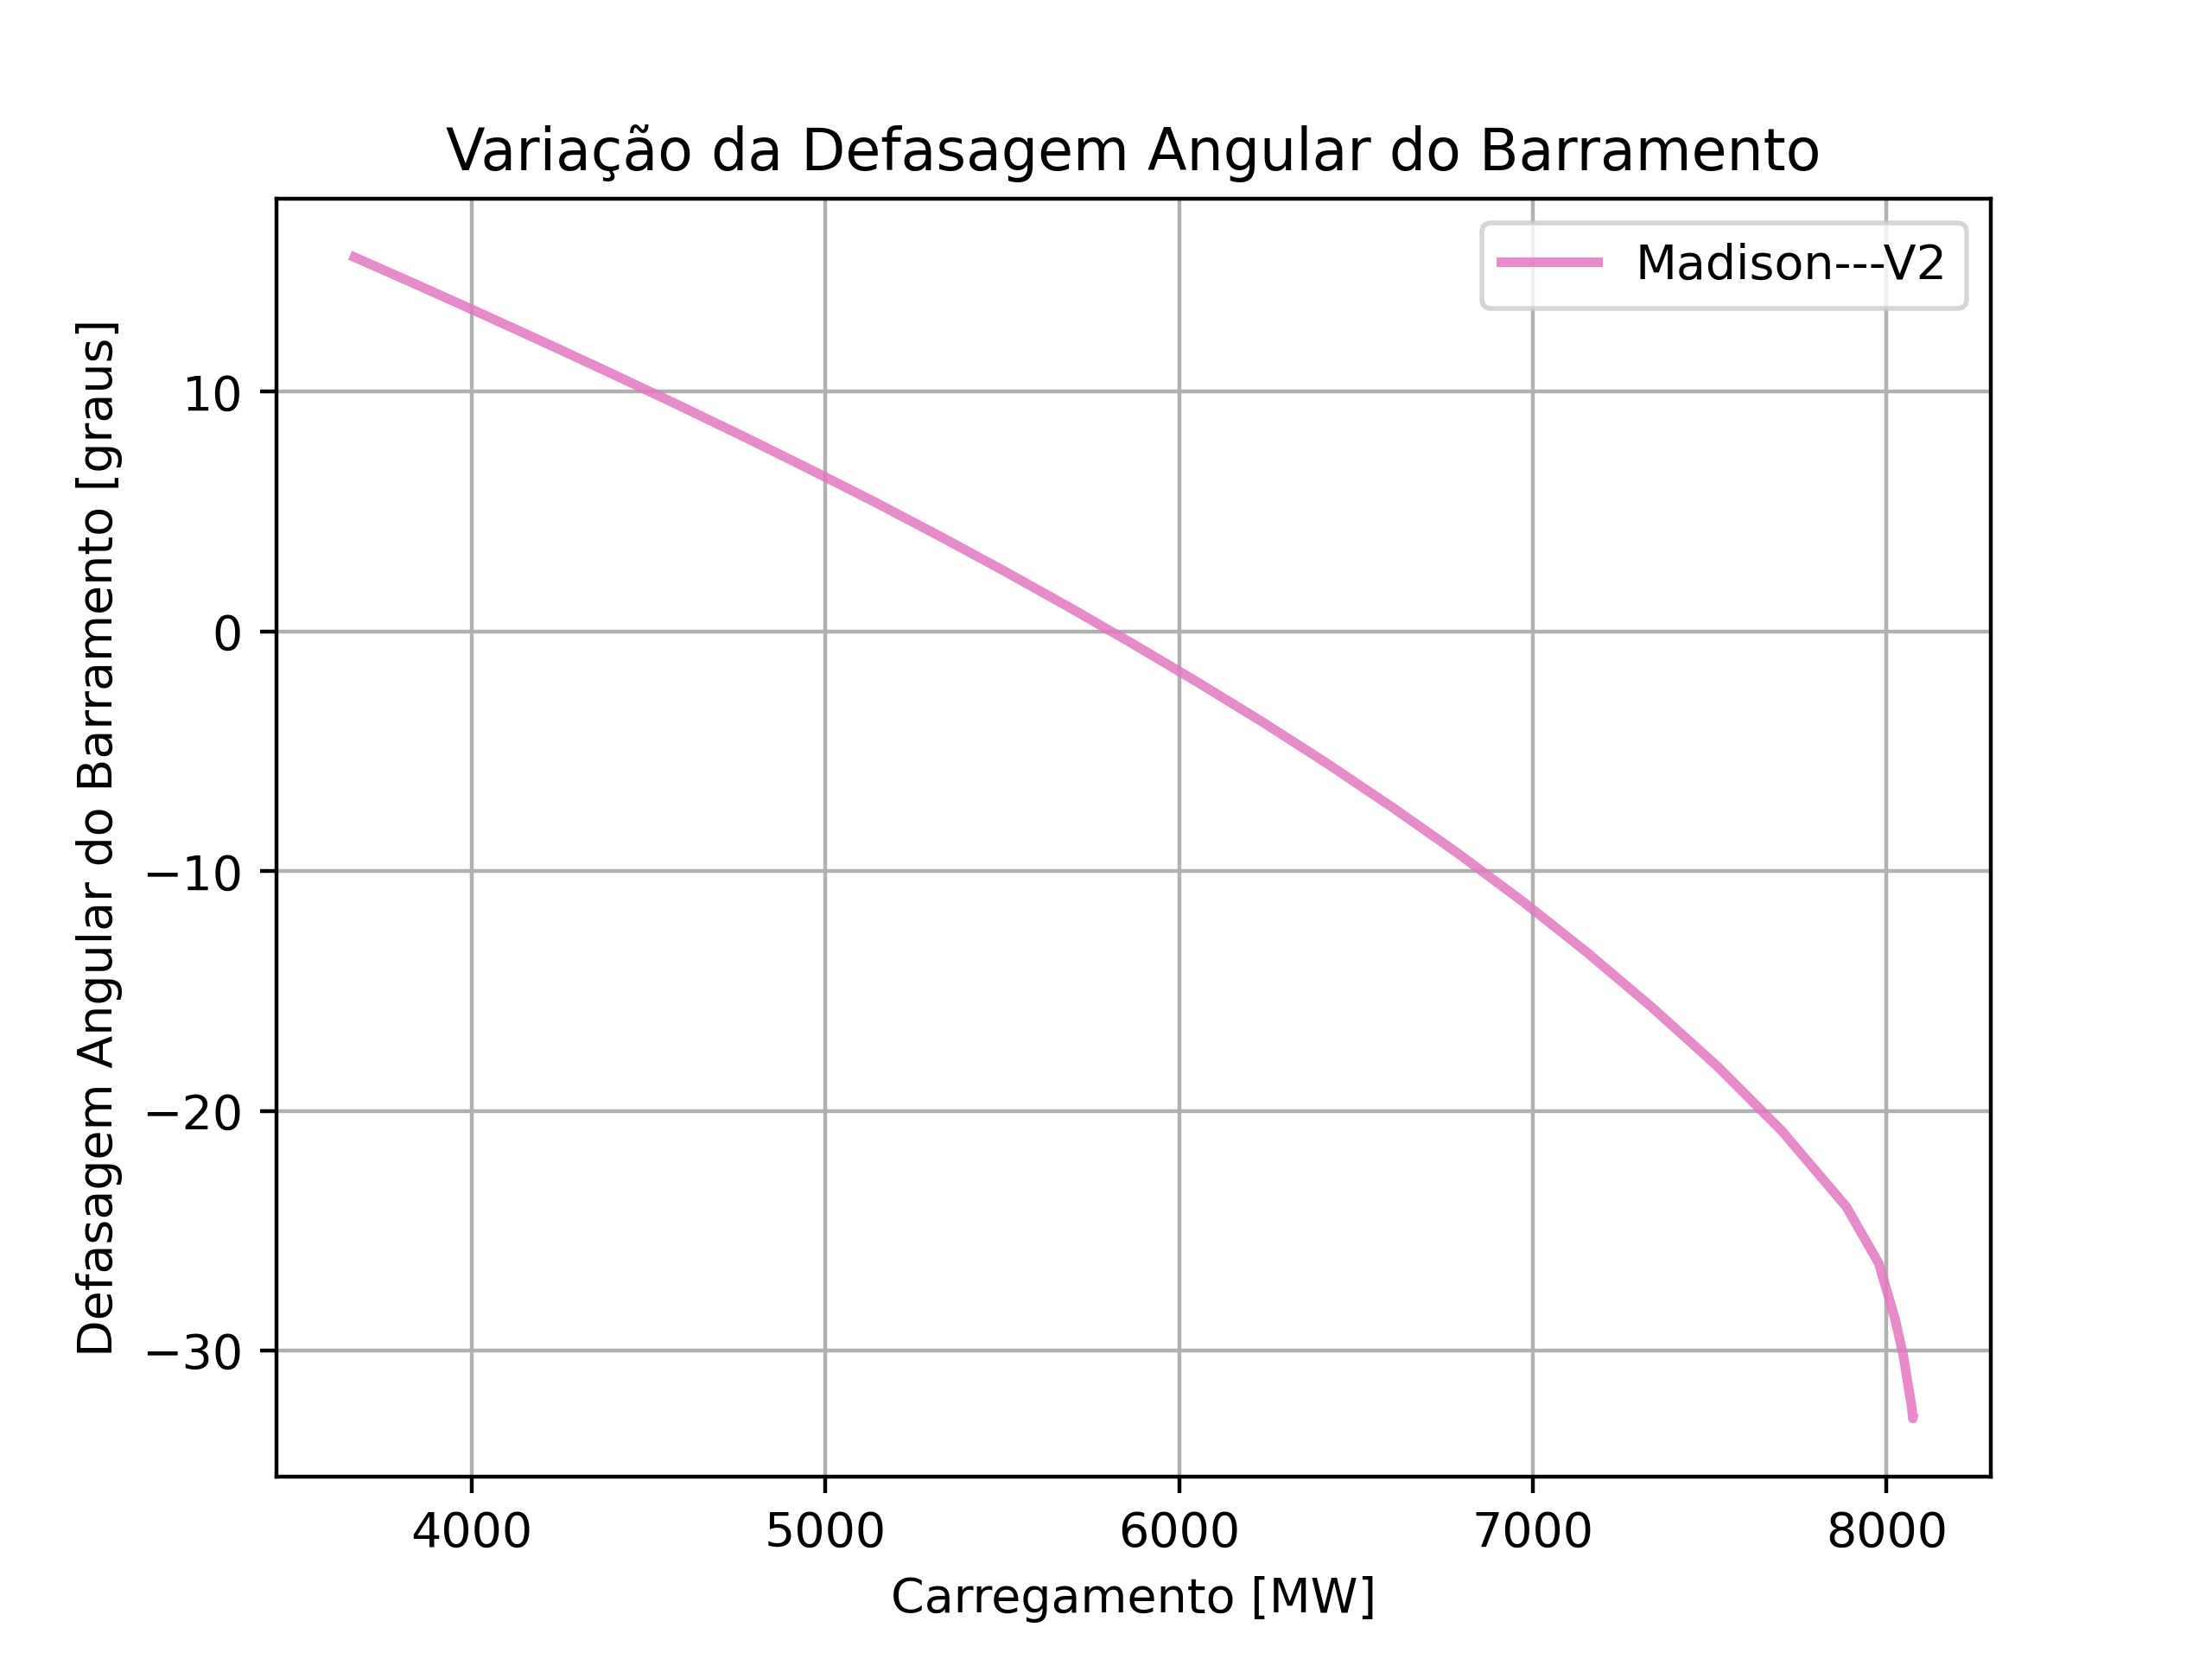 Variação da Defasagem Angular do Barramento
Madison---V2
Defasagem Angular do Barramento [graus]
10
0
−10
−20
−30
4000 5000 6000 7000 8000
Carregamento [MW]